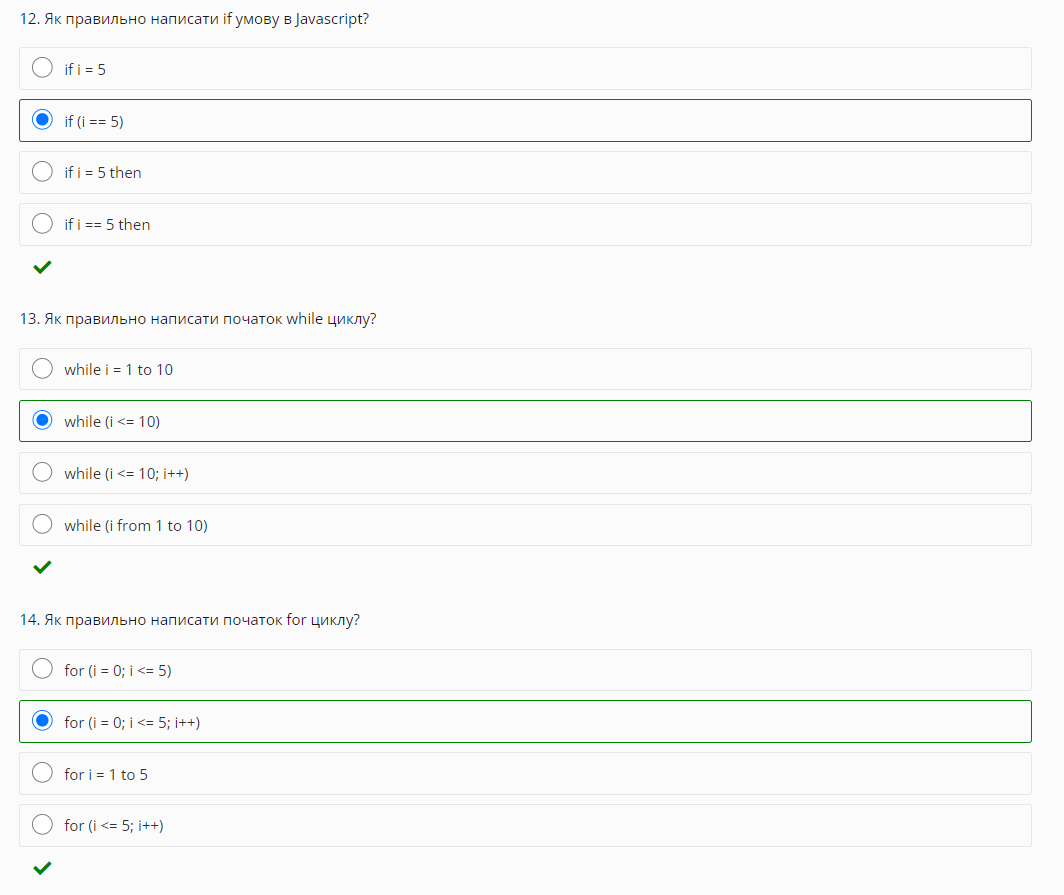 12. Як правильно написати if умову в Javascript?
if i = 5
if (i == 5)
if i = 5 then
if i == 5 then
13. Як правильно написати початок while циклу?
while i = 1 to 10
while (i <= 10)
while (i <= 10; i++)
while (i from 1 to 10)
14. Як правильно написати початок for циклу?
for (i = 0; i <= 5)
for (i = 0; i <= 5; i++)
for i = 1 to 5
for (i <= 5; i++)